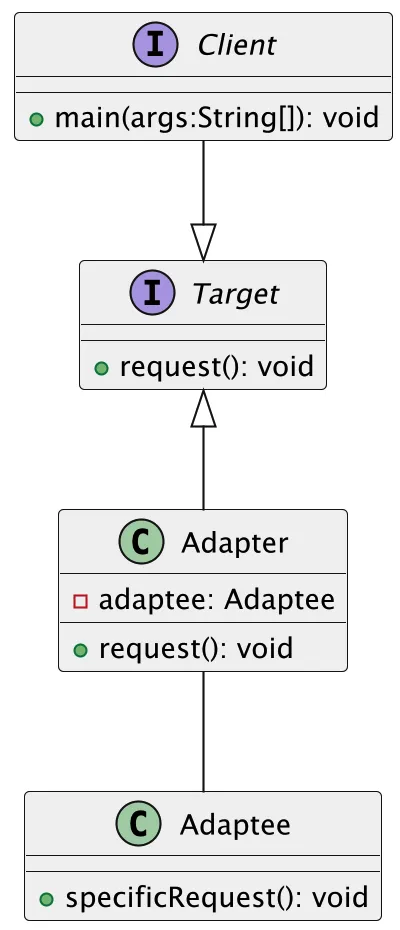 I Client
main(args:String[]): void
I Target
request(): void
C Adapter
adaptee: Adaptee
request(): void
C Adaptee
specificRequest(): void